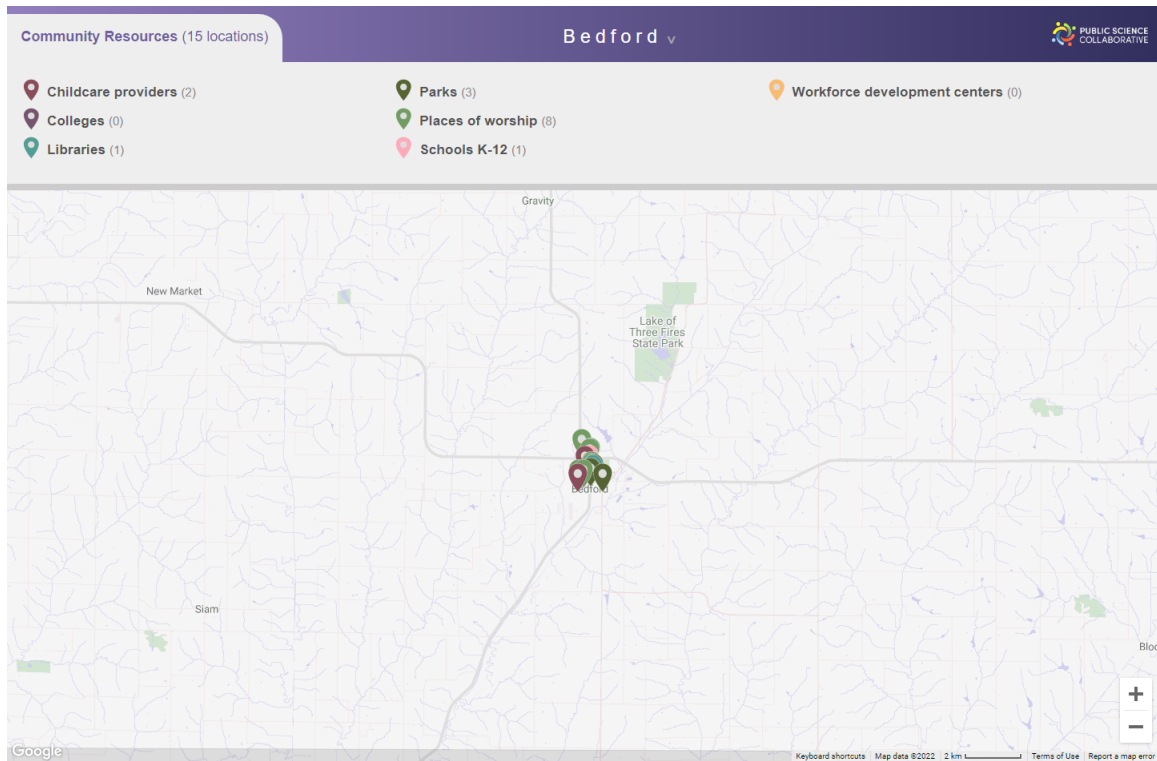 Community Resources (15 locations)
Bedford v
PUBLIC SCIENCE
COLLABORATIVE
Childcare providers (2)
Parks (3)
Workforce development centers (0)
Colleges (0)
Places of worship (8)
Libraries (1)
Schools K-12 (1)
Gravity
New Market
Lake of
Three Fires
State Park
Bedford
Siam
Bloc
Google
Keyboard shortcuts Map data ©2022 2 km Terms of Use Report a map error